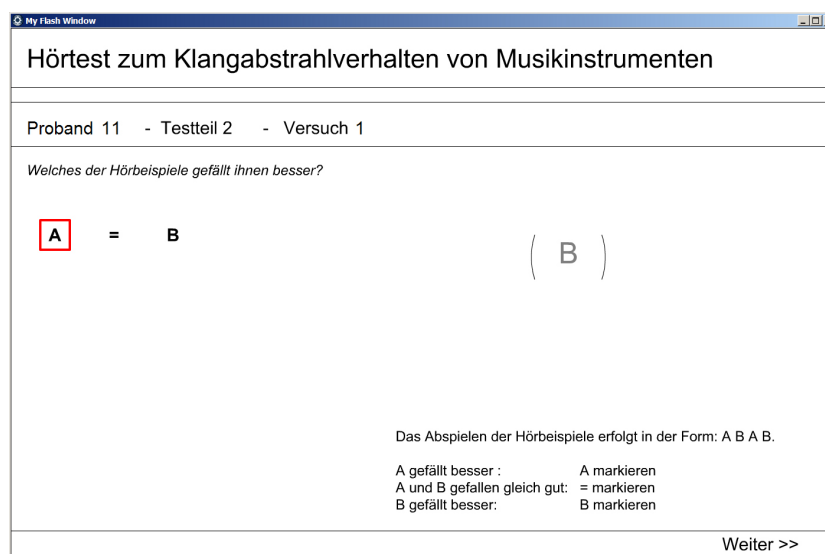 My Flash Window
Hörtest zum Klangabstrahlverhalten von Musikinstrumenten
Proband 11 - Testteil 2 - Versuch 1
Welches der Hörbeispiele gefällt ihnen besser?
A = B
( B )
Das Abspielen der Hörbeispiele erfolgt in der Form: A B A B.
A gefällt besser : A markieren
A und B gefallen gleich gut: = markieren
B gefällt besser: B markieren
Weiter >>